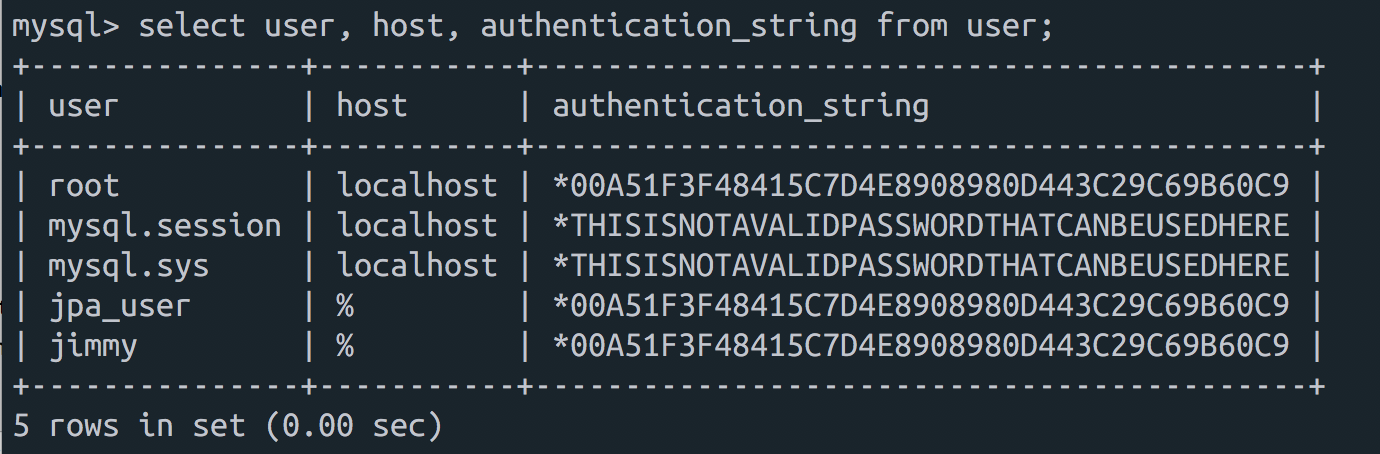 mysql> select user, host, authentication_string from user;
+---------------+-----------+-------------------------------------------+
| user          | host      | authentication_string                     |
+---------------+-----------+-------------------------------------------+
| root          | localhost | *00A51F3F48415C7D4E8908980D443C29C69B60C9 |
| mysql.session | localhost | *THISISNOTAVALIDPASSWORDTHATCANBEUSEDHERE |
| mysql.sys     | localhost | *THISISNOTAVALIDPASSWORDTHATCANBEUSEDHERE |
| jpa_user      | %         | *00A51F3F48415C7D4E8908980D443C29C69B60C9 |
| jimmy         | %         | *00A51F3F48415C7D4E8908980D443C29C69B60C9 |
+---------------+-----------+-------------------------------------------+
5 rows in set (0.00 sec)